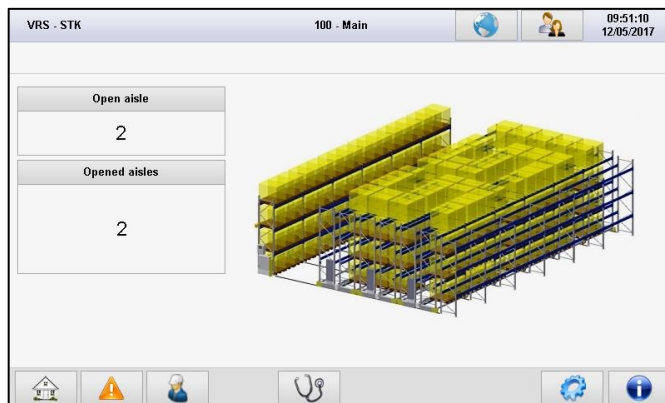 VRS - STK
100 - Main
09:51:10
12/05/2017
Open aisle
2
Opened aisles
2